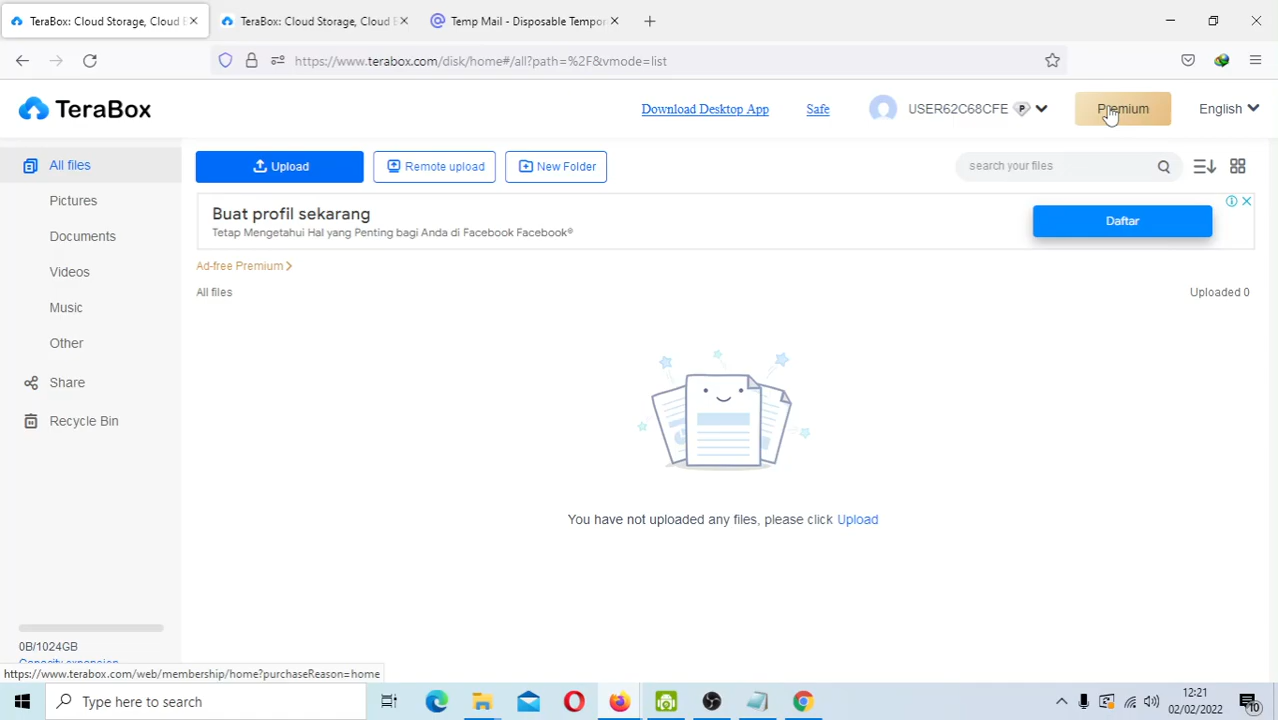 TeraBox: Cloud Storage, Cloud B
TeraBox: Cloud Storage, Cloud B
Temp Mail - Disposable Tempor
https://www.terabox.com/disk/home#/all?path=%2F&vmode=list
TeraBox
Download Desktop App
Safe
USER62C68CFE
P
Premium
English
All files
Pictures
Documents
Videos
Music
Other
Share
Recycle Bin
Upload
Remote upload
New Folder
search your files
Buat profil sekarang
Tetap Mengetahui Hal yang Penting bagi Anda di Facebook Facebook®
Daftar
Ad-free Premium
All files
Uploaded 0
You have not uploaded any files, please click Upload
0B/1024GB
Capacity expansion
https://www.terabox.com/web/membership/home?purchaseReason=home
Type here to search
12:21
02/02/2022
10